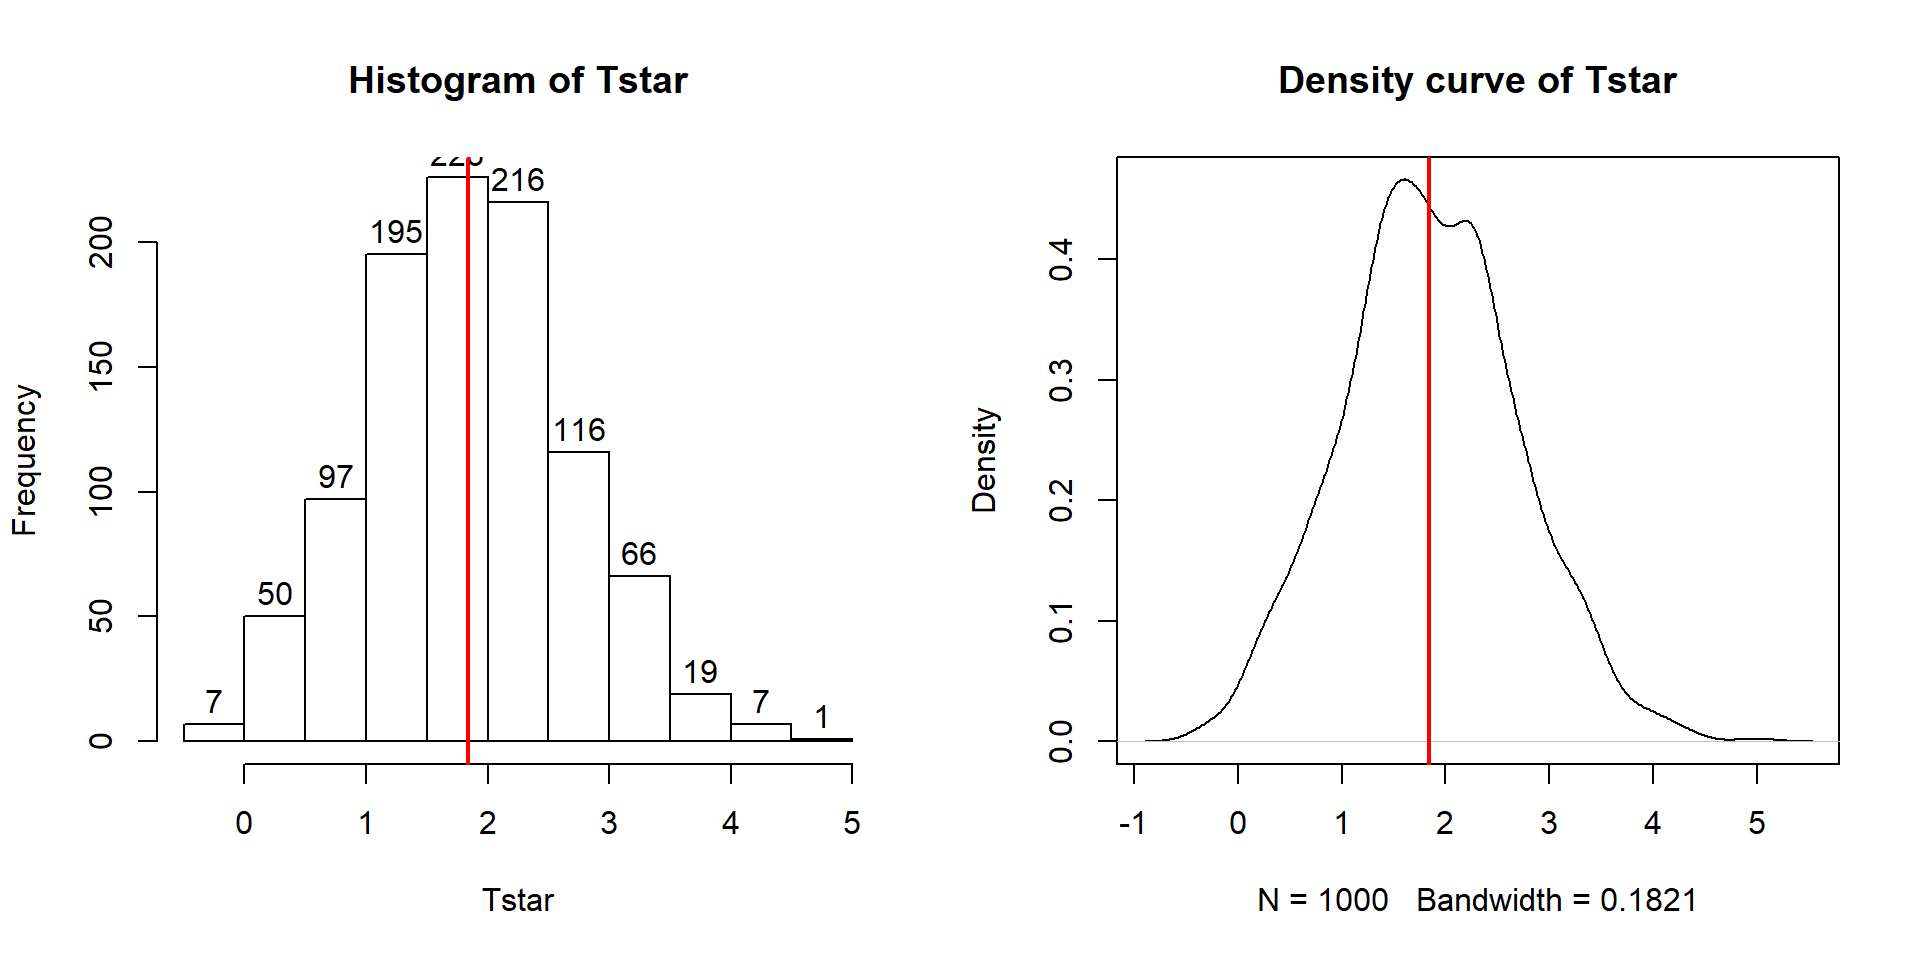 Histogram of Tstar
Frequency
0
50
100
150
200
7
50
97
195
216
116
66
19
7
1
0 1 2 3 4 5
Tstar
Density curve of Tstar
Density
0.0
0.1
0.2
0.3
0.4
-1 0 1 2 3 4 5
N = 1000 Bandwidth = 0.1821